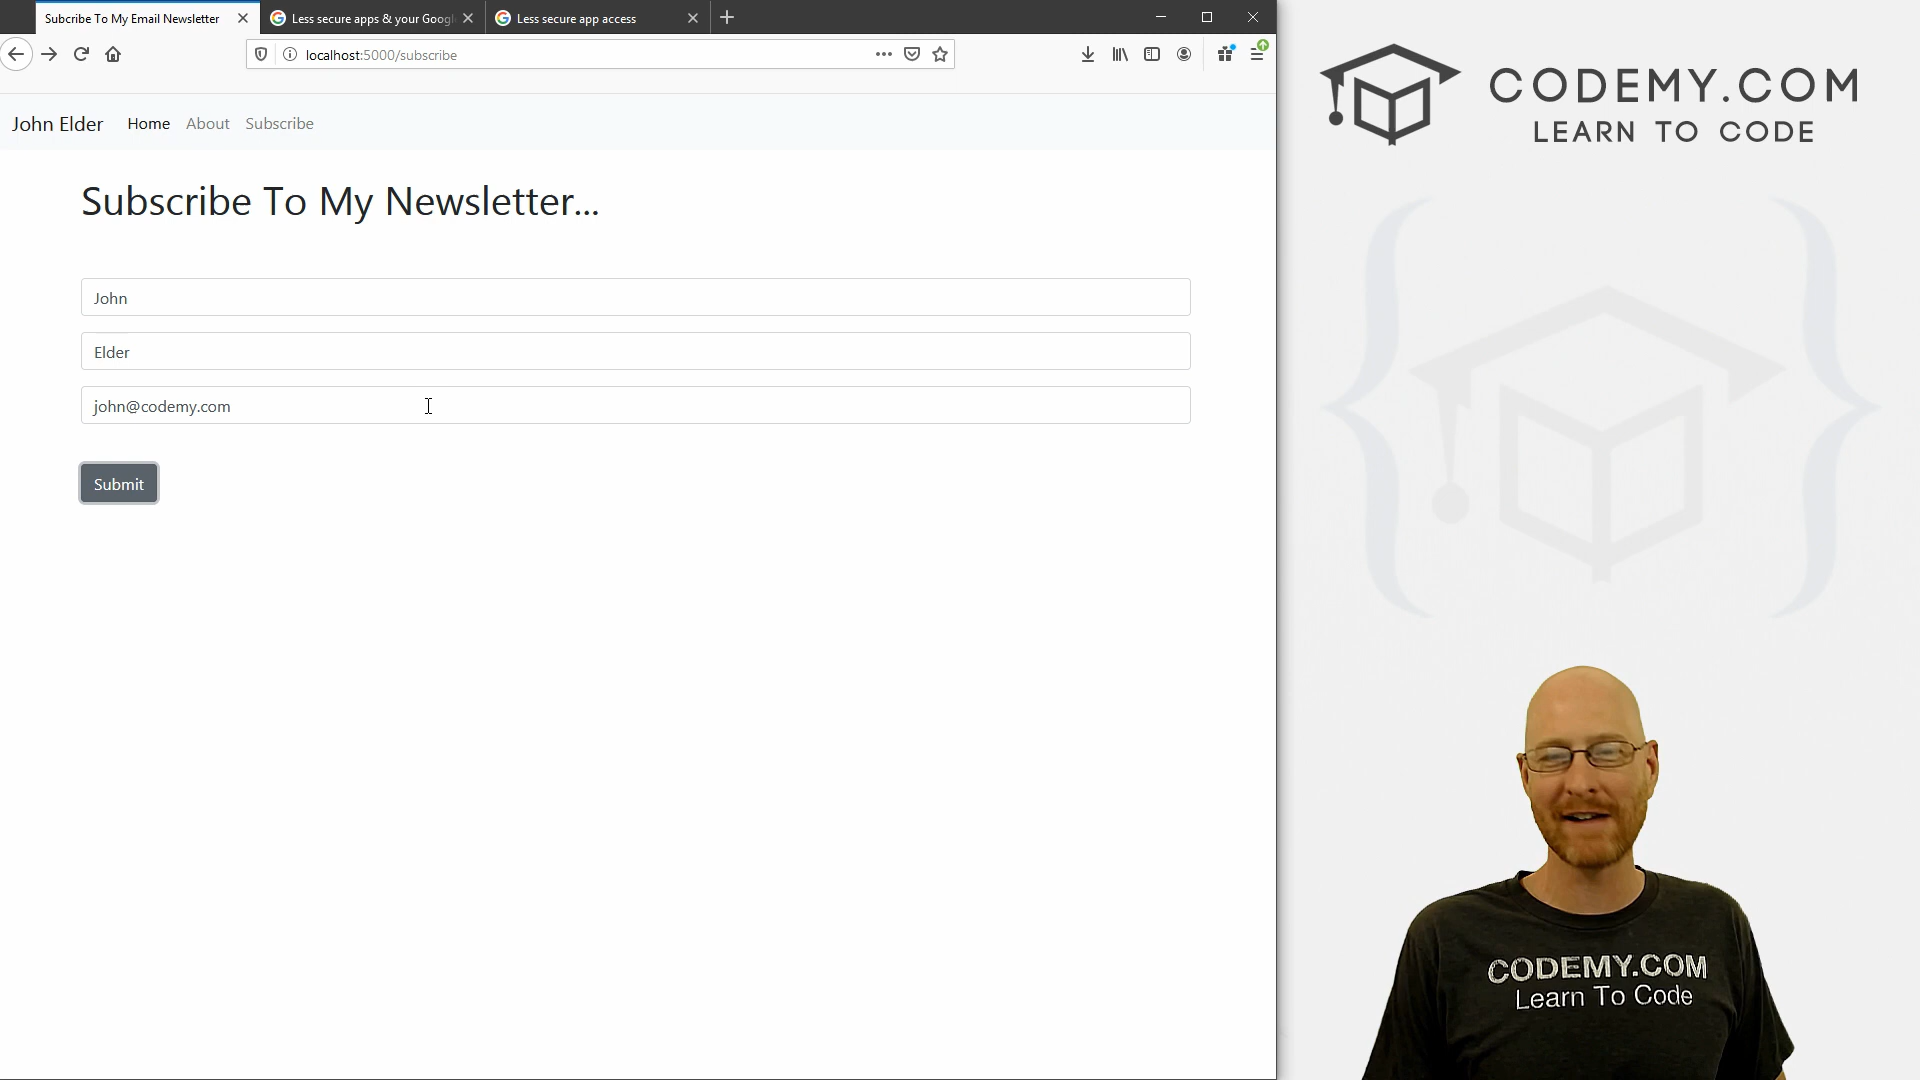 Subcribe To My Email Newsletter
Less secure apps & your Googl
Less secure app access
localhost:5000/subscribe
John Elder Home About Subscribe
Subscribe To My Newsletter...
John
Elder
john@codemy.com
Submit
CODEMY.COM
LEARN TO CODE
CODEMY.COM
Learn To Code